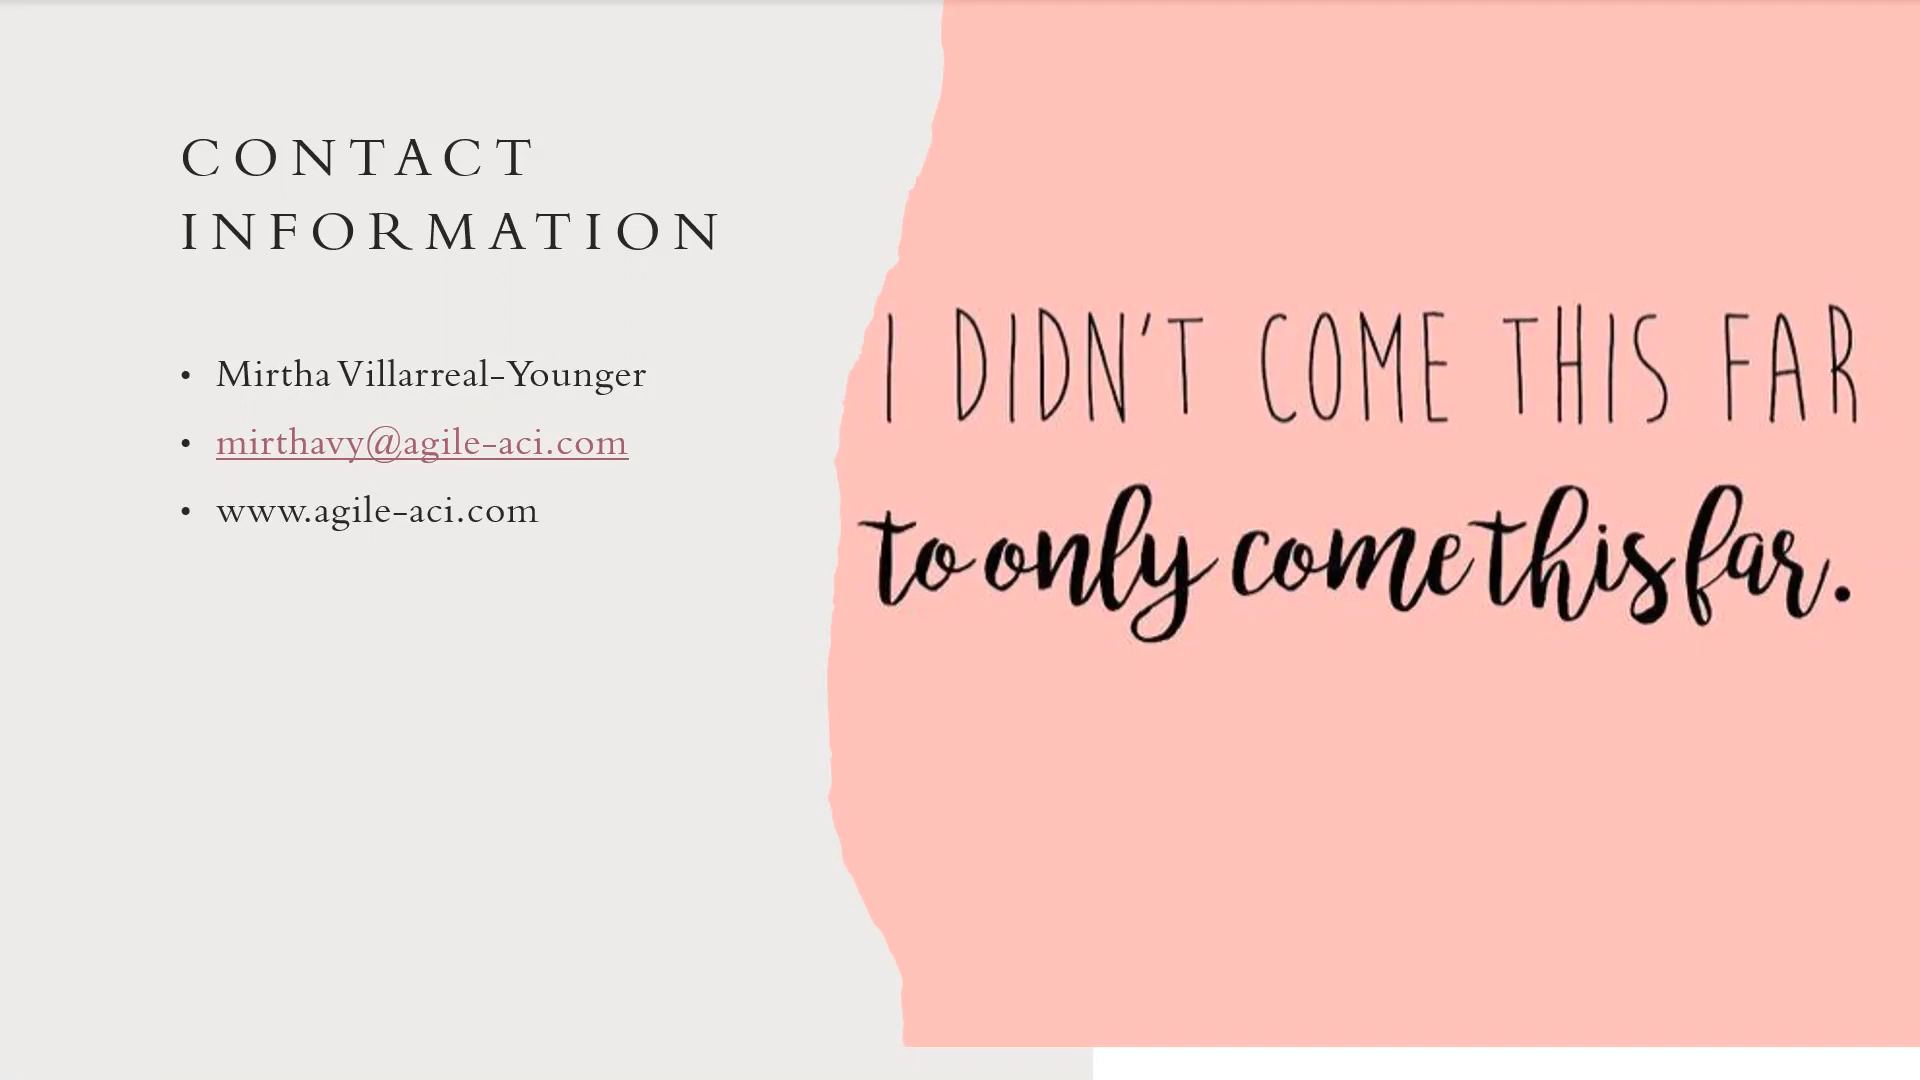 CONTACT
INFORMATION
• Mirtha Villarreal-Younger
• mirthavy@agile-aci.com
• www.agile-aci.com
I DIDN'T COME THIS FAR
to only come this far.